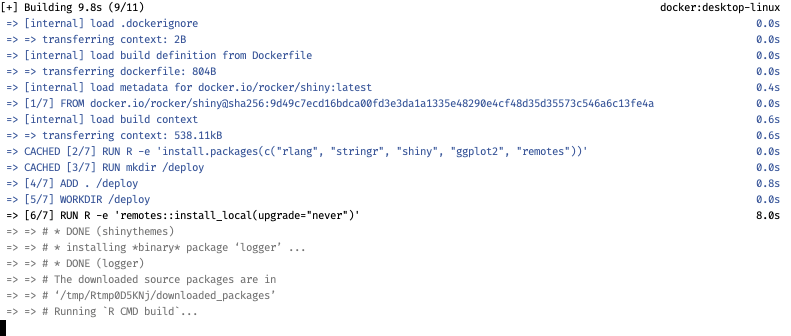 [+] Building 9.8s (9/11) docker:desktop-linux
=> [internal] load .dockerignore 0.0s
=> => transferring context: 2B 0.0s
=> [internal] load build definition from Dockerfile 0.0s
=> => transferring dockerfile: 804B 0.0s
=> [internal] load metadata for docker.io/rocker/shiny:latest 0.4s
=> [1/7] FROM docker.io/rocker/shiny@sha256:9d49c7ecd16bdca00fd3e3da1a1335e48290e4cf48d35d35573c546a6c13fe4a 0.0s
=> [internal] load build context 0.6s
=> => transferring context: 538.11kB 0.6s
=> CACHED [2/7] RUN R -e 'install.packages(c("rlang", "stringr", "shiny", "ggplot2", "remotes"))' 0.0s
=> CACHED [3/7] RUN mkdir /deploy 0.0s
=> [4/7] ADD . /deploy 0.8s
=> [5/7] WORKDIR /deploy 0.0s
=> [6/7] RUN R -e 'remotes::install_local(upgrade="never")' 8.0s
=> => # * DONE (shinythemes)
=> => # * installing *binary* package ‘logger’ ...
=> => # * DONE (logger)
=> => # The downloaded source packages are in
=> => # ‘/tmp/Rtmp0D5KNj/downloaded_packages’
=> => # Running `R CMD build`...